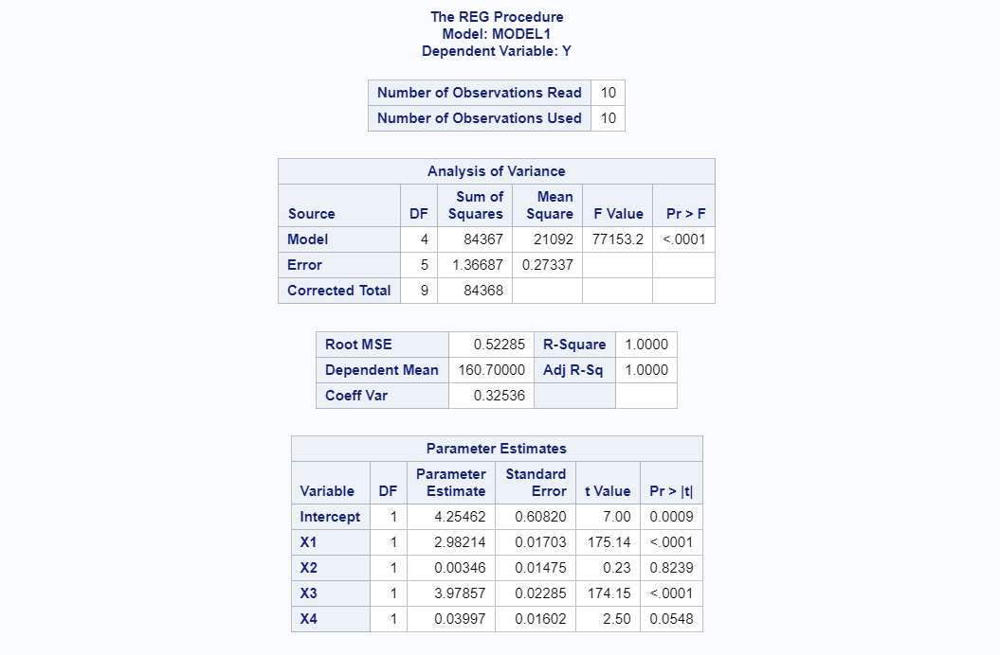 The REG Procedure
Model: MODEL1
Dependent Variable: Y
Number of Observations Read 10
Number of Observations Used 10
Analysis of Variance
Source DF Sum of Squares Mean Square F Value Pr > F
Model 4 84367 21092 77153.2 <.0001
Error 5 1.36687 0.27337
Corrected Total 9 84368
Root MSE 0.52285 R-Square 1.0000
Dependent Mean 160.70000 Adj R-Sq 1.0000
Coeff Var 0.32536
Parameter Estimates
Variable DF Parameter Estimate Standard Error t Value Pr > |t|
Intercept 1 4.25462 0.60820 7.00 0.0009
X1 1 2.98214 0.01703 175.14 <.0001
X2 1 0.00346 0.01475 0.23 0.8239
X3 1 3.97857 0.02285 174.15 <.0001
X4 1 0.03997 0.01602 2.50 0.0548